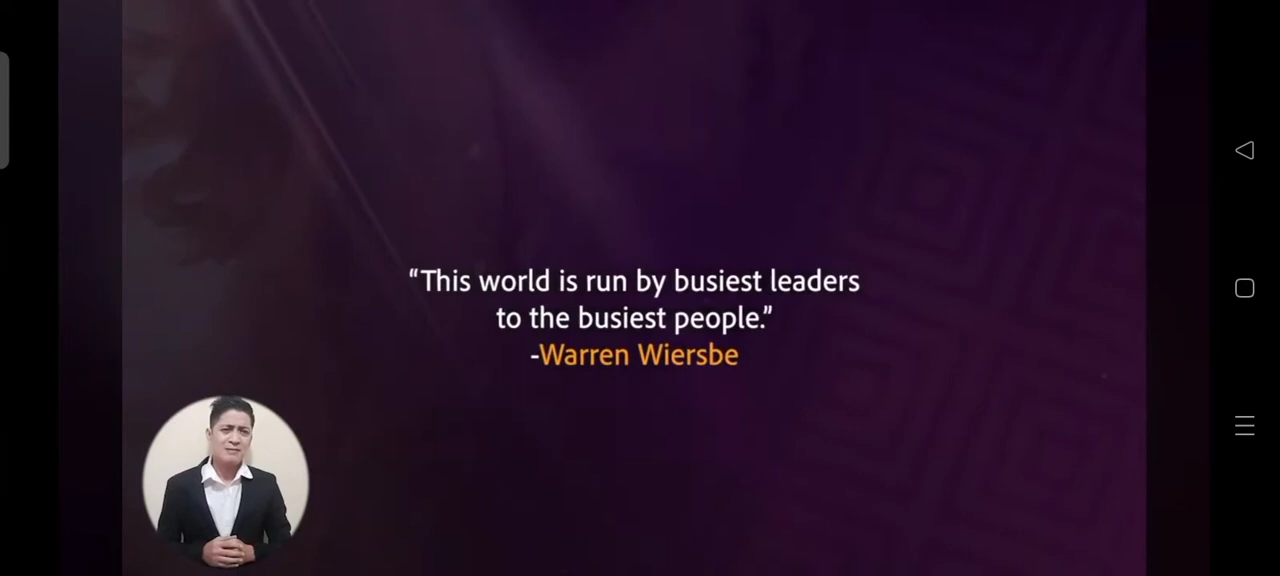 “This world is run by busiest leaders
to the busiest people.”
-Warren Wiersbe